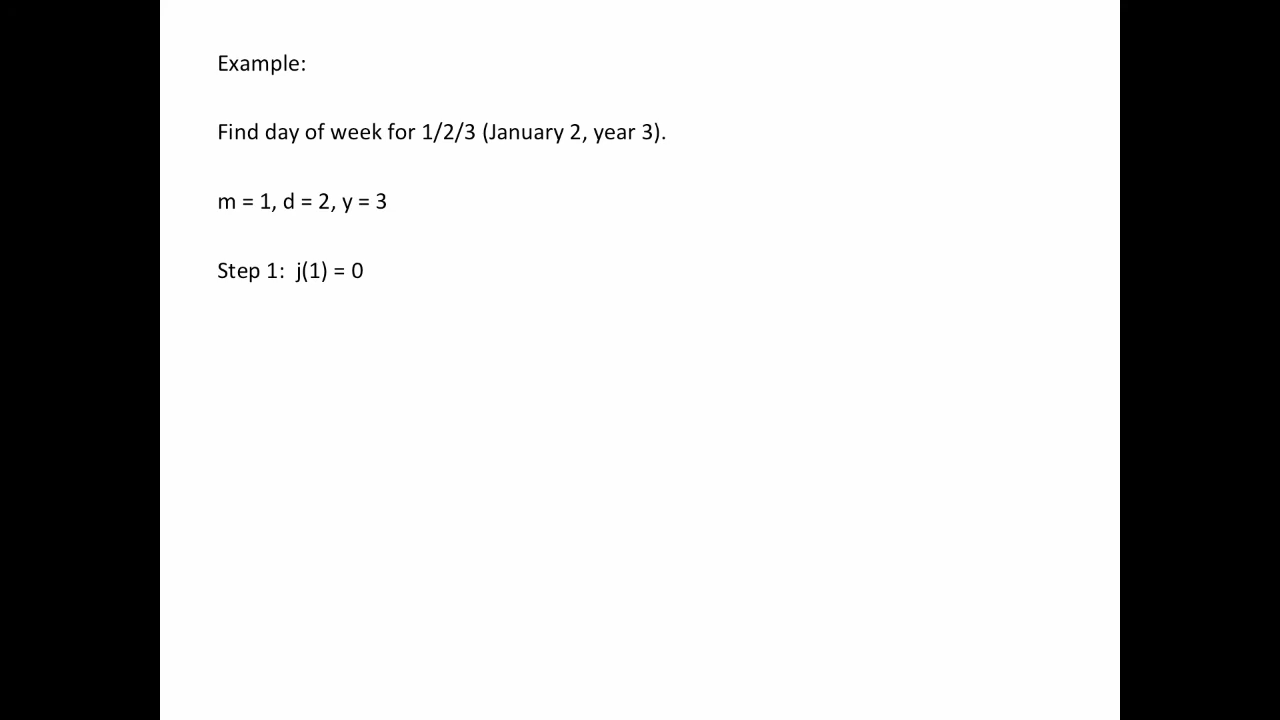 Example:
Find day of week for 1/2/3 (January 2, year 3).
m = 1, d = 2, y = 3
Step 1:  j(1) = 0